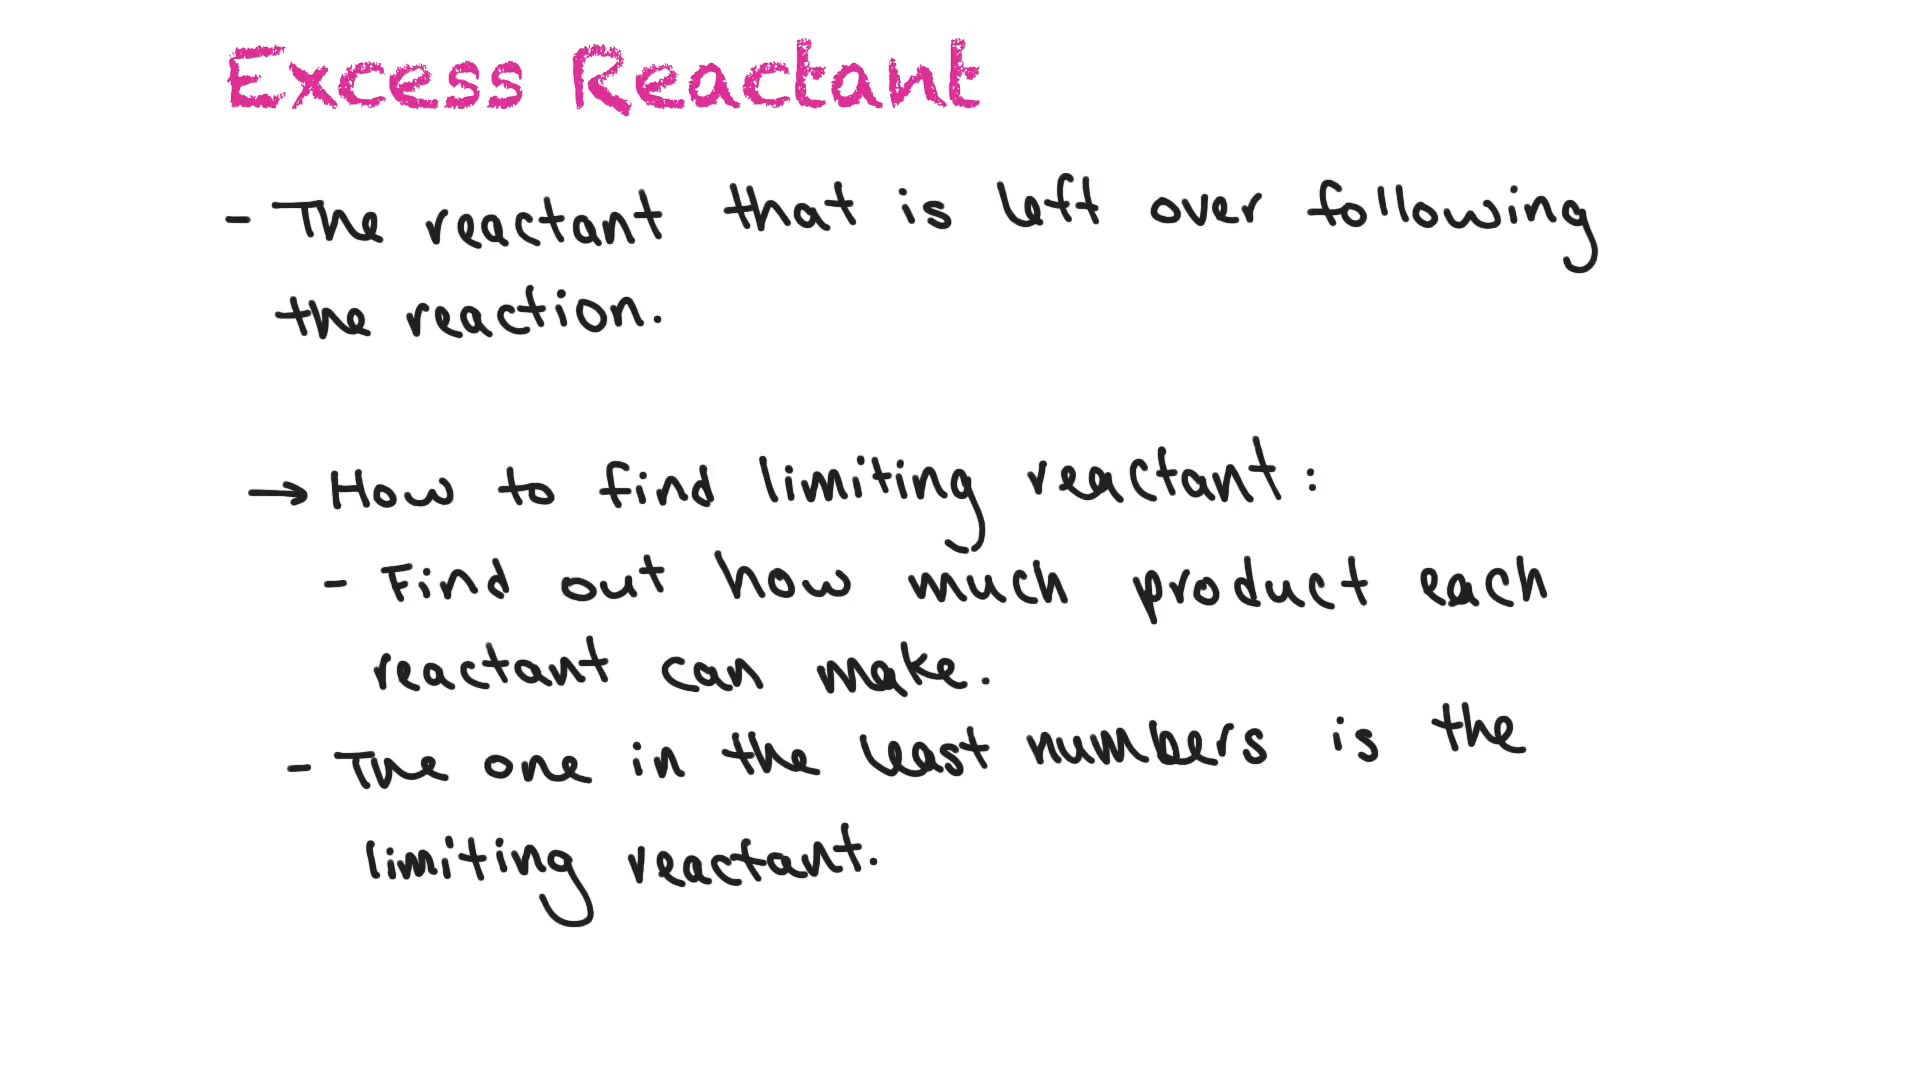 Excess Reactant
- The reactant that is left over following
the reaction.
→ How to find limiting reactant:
- Find out how much product each
reactant can make.
- The one in the least numbers is the
limiting reactant.